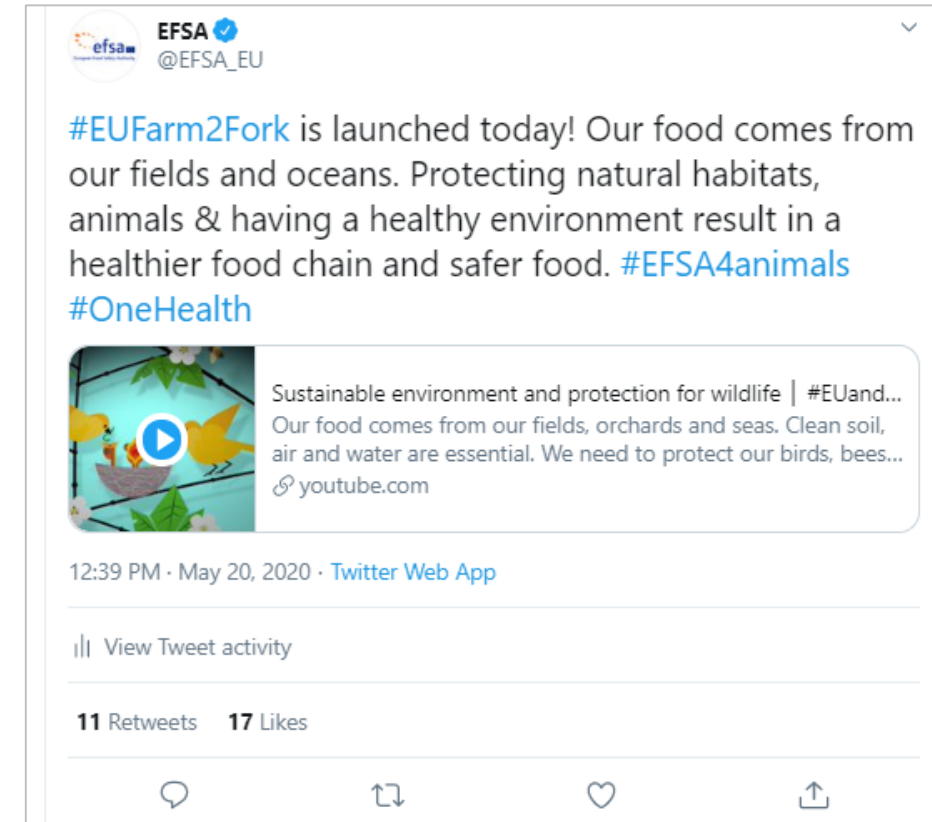 EFSA
efsa
@EFSA_EU
#EUFarm2Fork is launched today! Our food comes from
our fields and oceans. Protecting natural habitats,
animals & having a healthy environment result in a
healthier food chain and safer food. #EFSA4animals
#OneHealth
Sustainable environment and protection for wildlife | #EUand...
Our food comes from our fields, orchards and seas. Clean soil,
air and water are essential. We need to protect our birds, bees...
youtube.com
12:39 PM · May 20, 2020 · Twitter Web App
View Tweet activity
11 Retweets 17 Likes